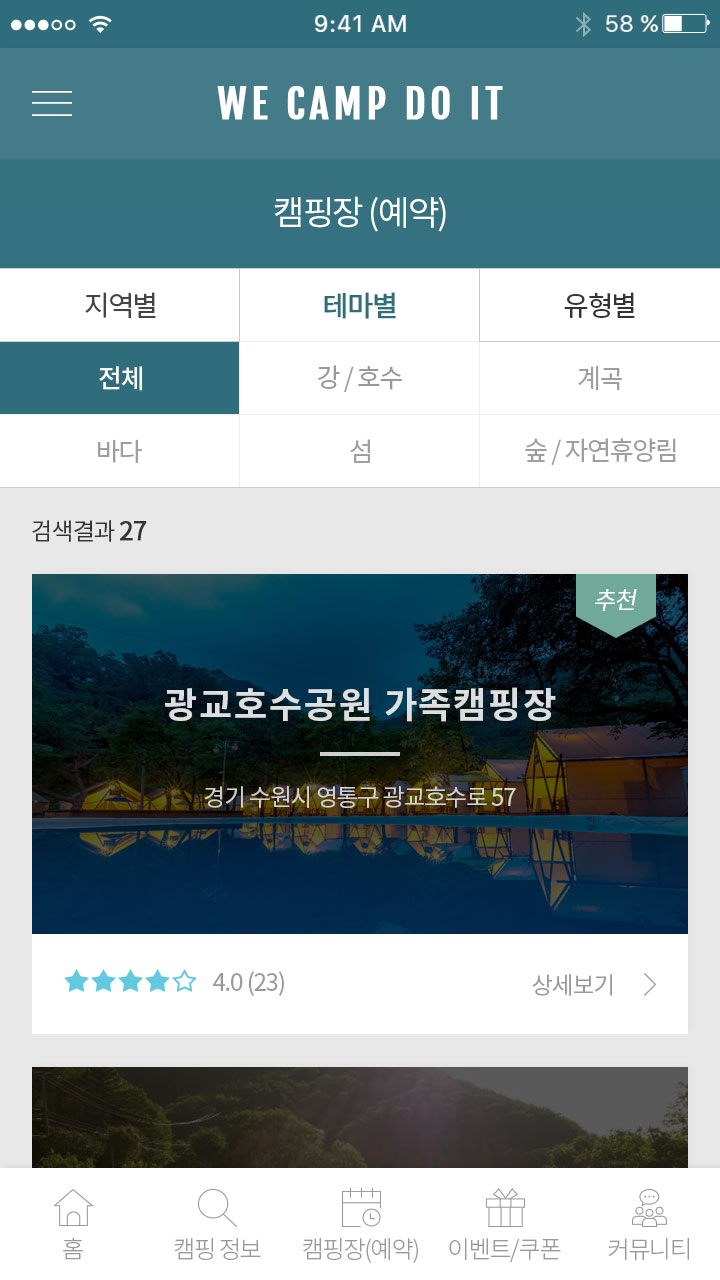 9:41 AM
58 %
WE CAMP DO IT
캠핑장 (예약)
지역별 테마별 유형별
전체 강 / 호수 계곡
바다 섬 숲 / 자연휴양림
검색결과 27
추천
광교호수공원 가족캠핑장
경기 수원시 영통구 광교호수로 57
4.0 (23) 상세보기
홈 캠핑 정보 캠핑장(예약) 이벤트/쿠폰 커뮤니티